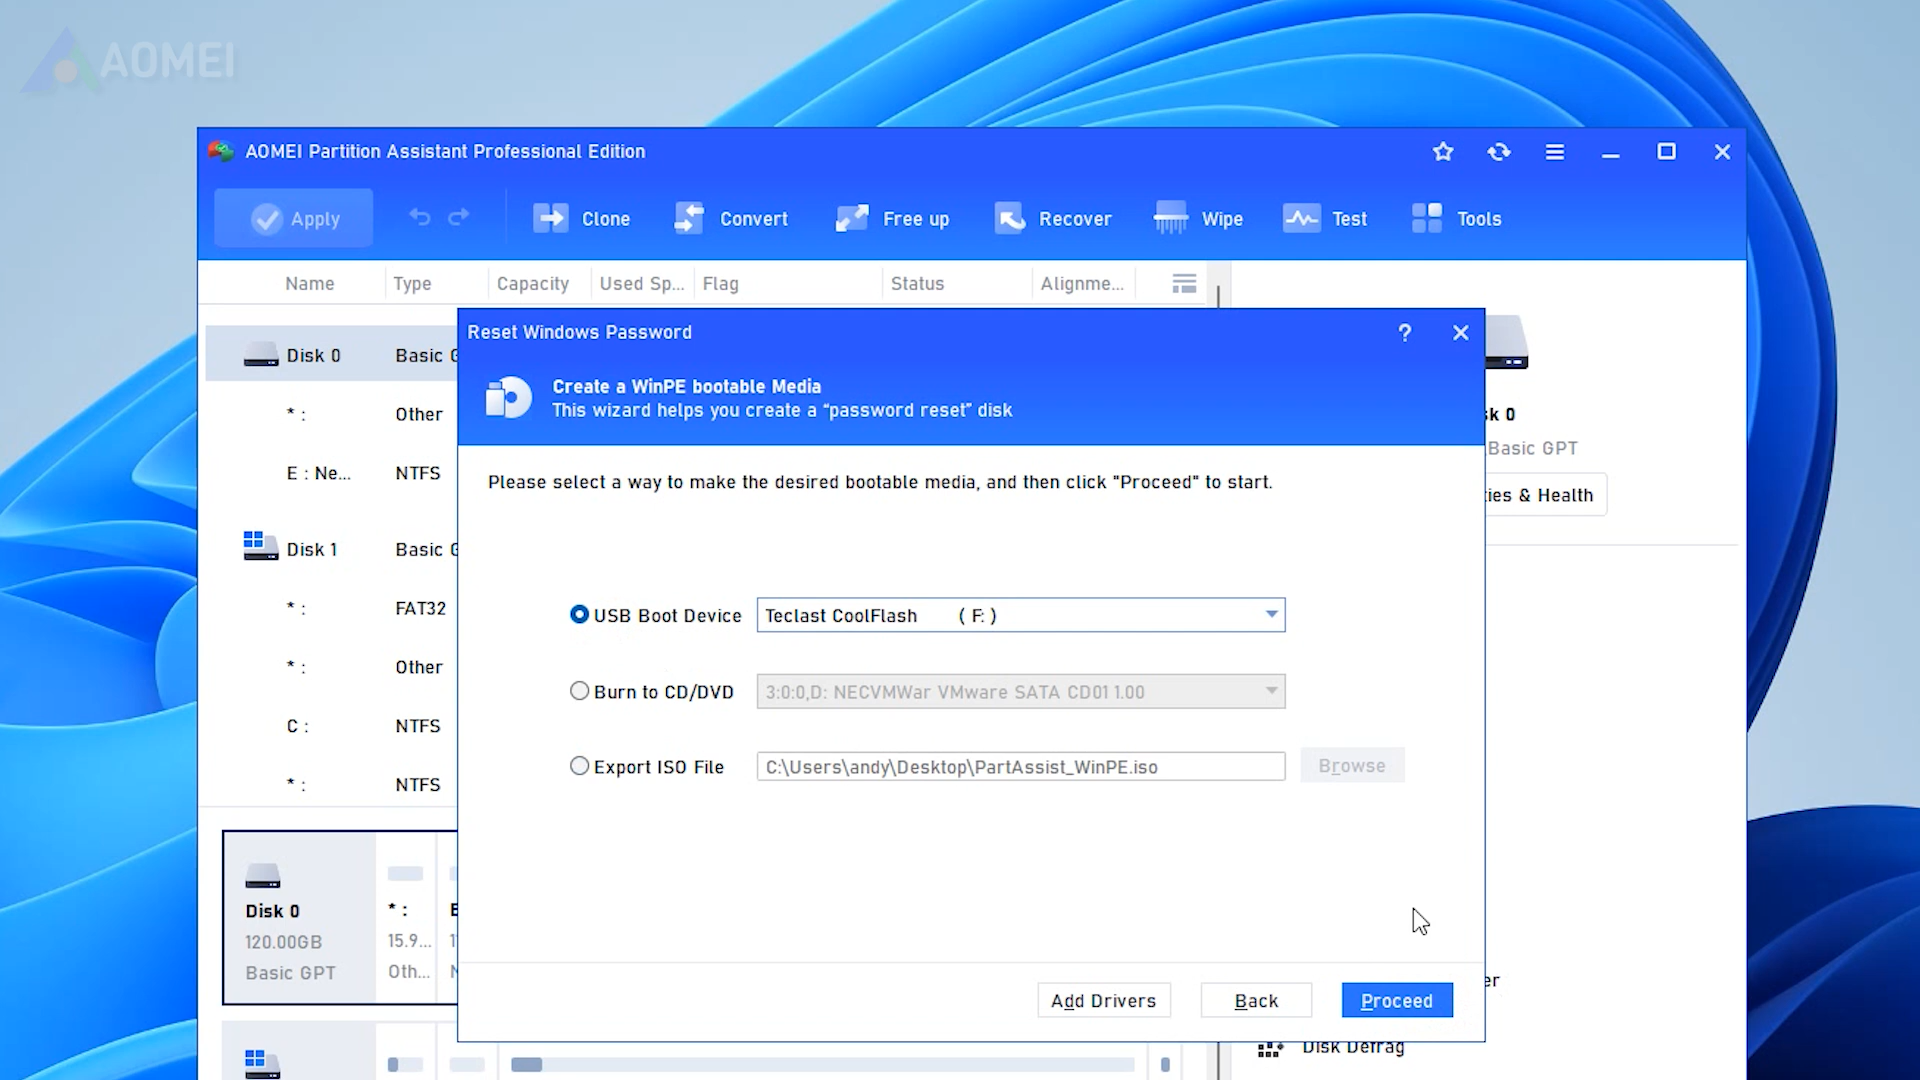 AOMEI
AOMEI Partition Assistant Professional Edition
Apply Clone Convert Free up Recover Wipe Test Tools
Name Type Capacity Used Sp... Flag Status Alignme...
Reset Windows Password ?
Create a WinPE bootable Media
This wizard helps you create a “password reset” disk
Please select a way to make the desired bootable media, and then click "Proceed" to start.
USB Boot Device Teclast CoolFlash ( F: )
Burn to CD/DVD 3:0:0,D: NECVMWar VMware SATA CD01 1.00
Export ISO File C:\Users\andy\Desktop\PartAssist_WinPE.iso Browse
Add Drivers Back Proceed
Disk 0 Basic G
* : Other
E : Ne... NTFS
Disk 1 Basic G
* : FAT32
* : Other
C : NTFS
* : NTFS
Disk 0 * :
120.00GB 15.9...
Basic GPT Oth...
sk 0
Basic GPT
ties & Health
er
Disk Defrag